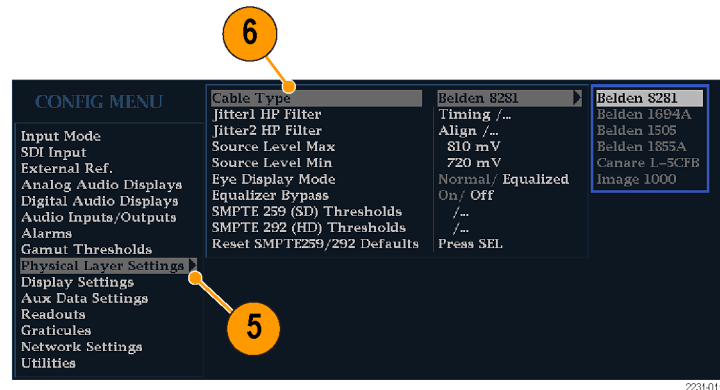 6
CONFIG MENU
Input Mode
SDI Input
External Ref.
Analog Audio Displays
Digital Audio Displays
Audio Inputs/Outputs
Alarms
Gamut Thresholds
Physical Layer Settings
Display Settings
Aux Data Settings
Readouts
Graticules
Network Settings
Utilities
Cable Type Belden 8281
Jitter1 HP Filter Timing /...
Jitter2 HP Filter Align /...
Source Level Max 810 mV
Source Level Min 720 mV
Eye Display Mode Normal/ Equalized
Equalizer Bypass On/ Off
SMPTE 259 (SD) Thresholds /...
SMPTE 292 (HD) Thresholds /...
Reset SMPTE259/292 Defaults Press SEL
Belden 8281
Belden 1694A
Belden 1505
Belden 1855A
Canare L-5CFB
Image 1000
5